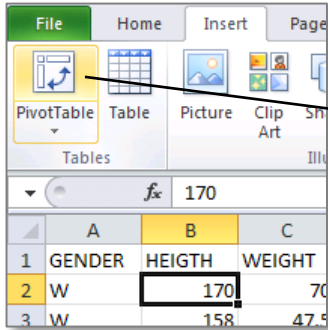 File Home Insert Page
PivotTable Table Picture Clip Art
Tables
fx 170
A B C
1 GENDER HEIGTH WEIGHT
2 W 170 70
3 W 158 47.5